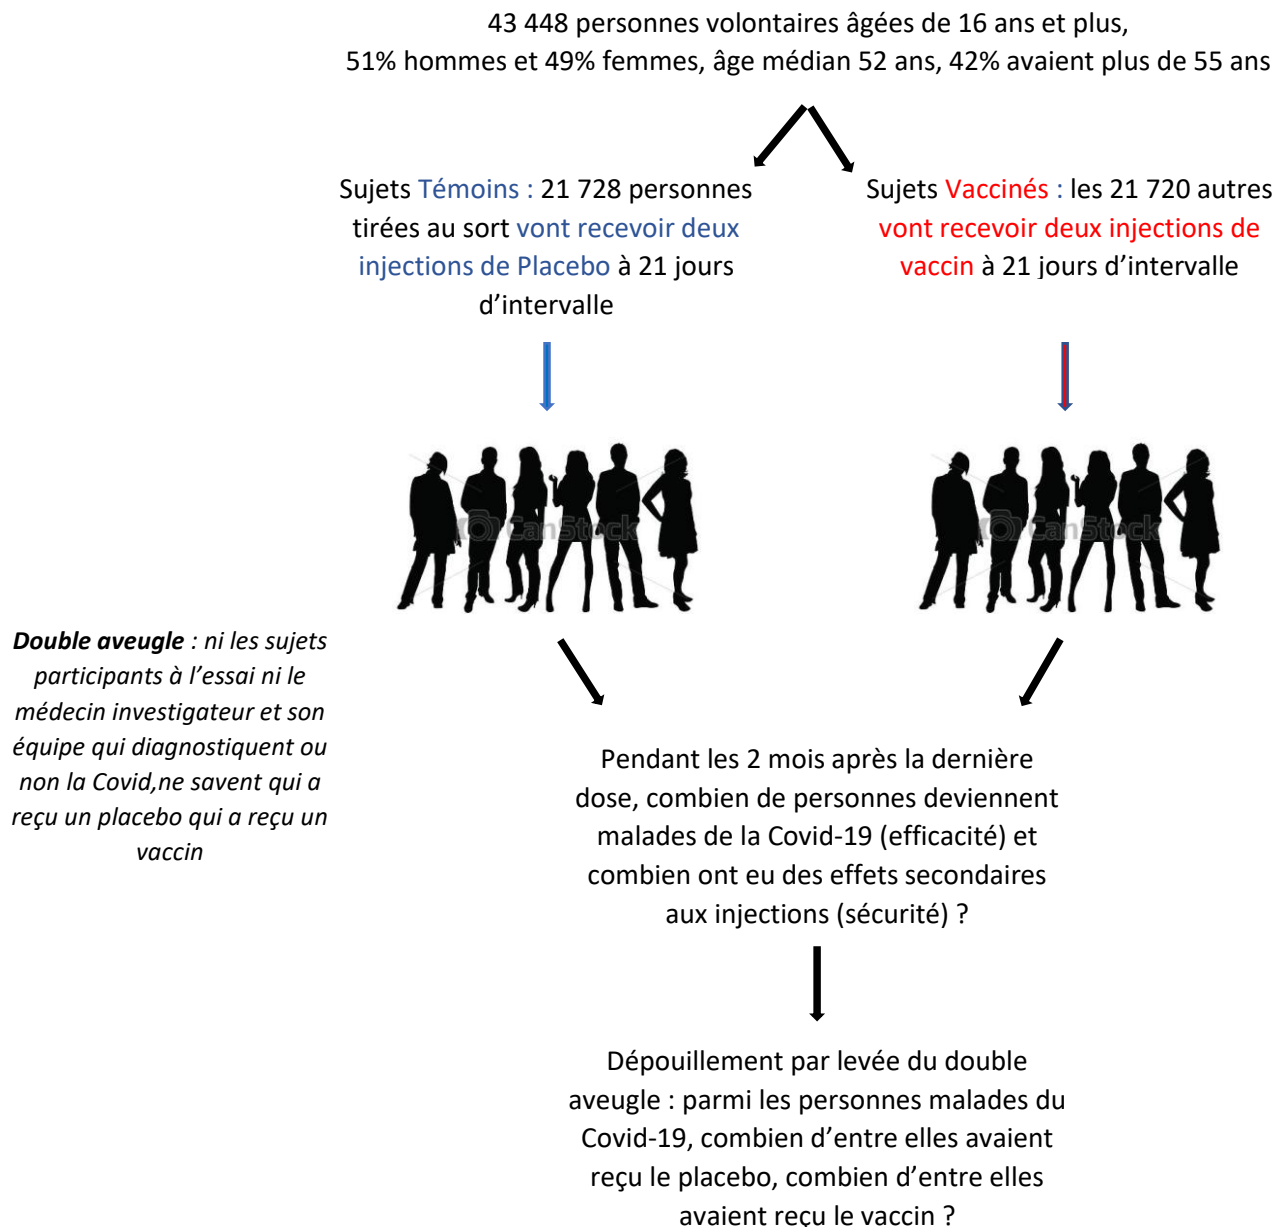 43 448 personnes volontaires âgées de 16 ans et plus,
51% hommes et 49% femmes, âge médian 52 ans, 42% avaient plus de 55 ans
Sujets Témoins : 21 728 personnes
tirées au sort vont recevoir deux
injections de Placebo à 21 jours
d’intervalle
Sujets Vaccinés : les 21 720 autres
vont recevoir deux injections de
vaccin à 21 jours d’intervalle
CanStock
CanStock
Double aveugle : ni les sujets
participants à l’essai ni le
médecin investigateur et son
équipe qui diagnostiquent ou
non la Covid,ne savent qui a
reçu un placebo qui a reçu un
vaccin
Pendant les 2 mois après la dernière
dose, combien de personnes deviennent
malades de la Covid-19 (efficacité) et
combien ont eu des effets secondaires
aux injections (sécurité) ?
Dépouillement par levée du double
aveugle : parmi les personnes malades du
Covid-19, combien d’entre elles avaient
reçu le placebo, combien d’entre elles
avaient reçu le vaccin ?